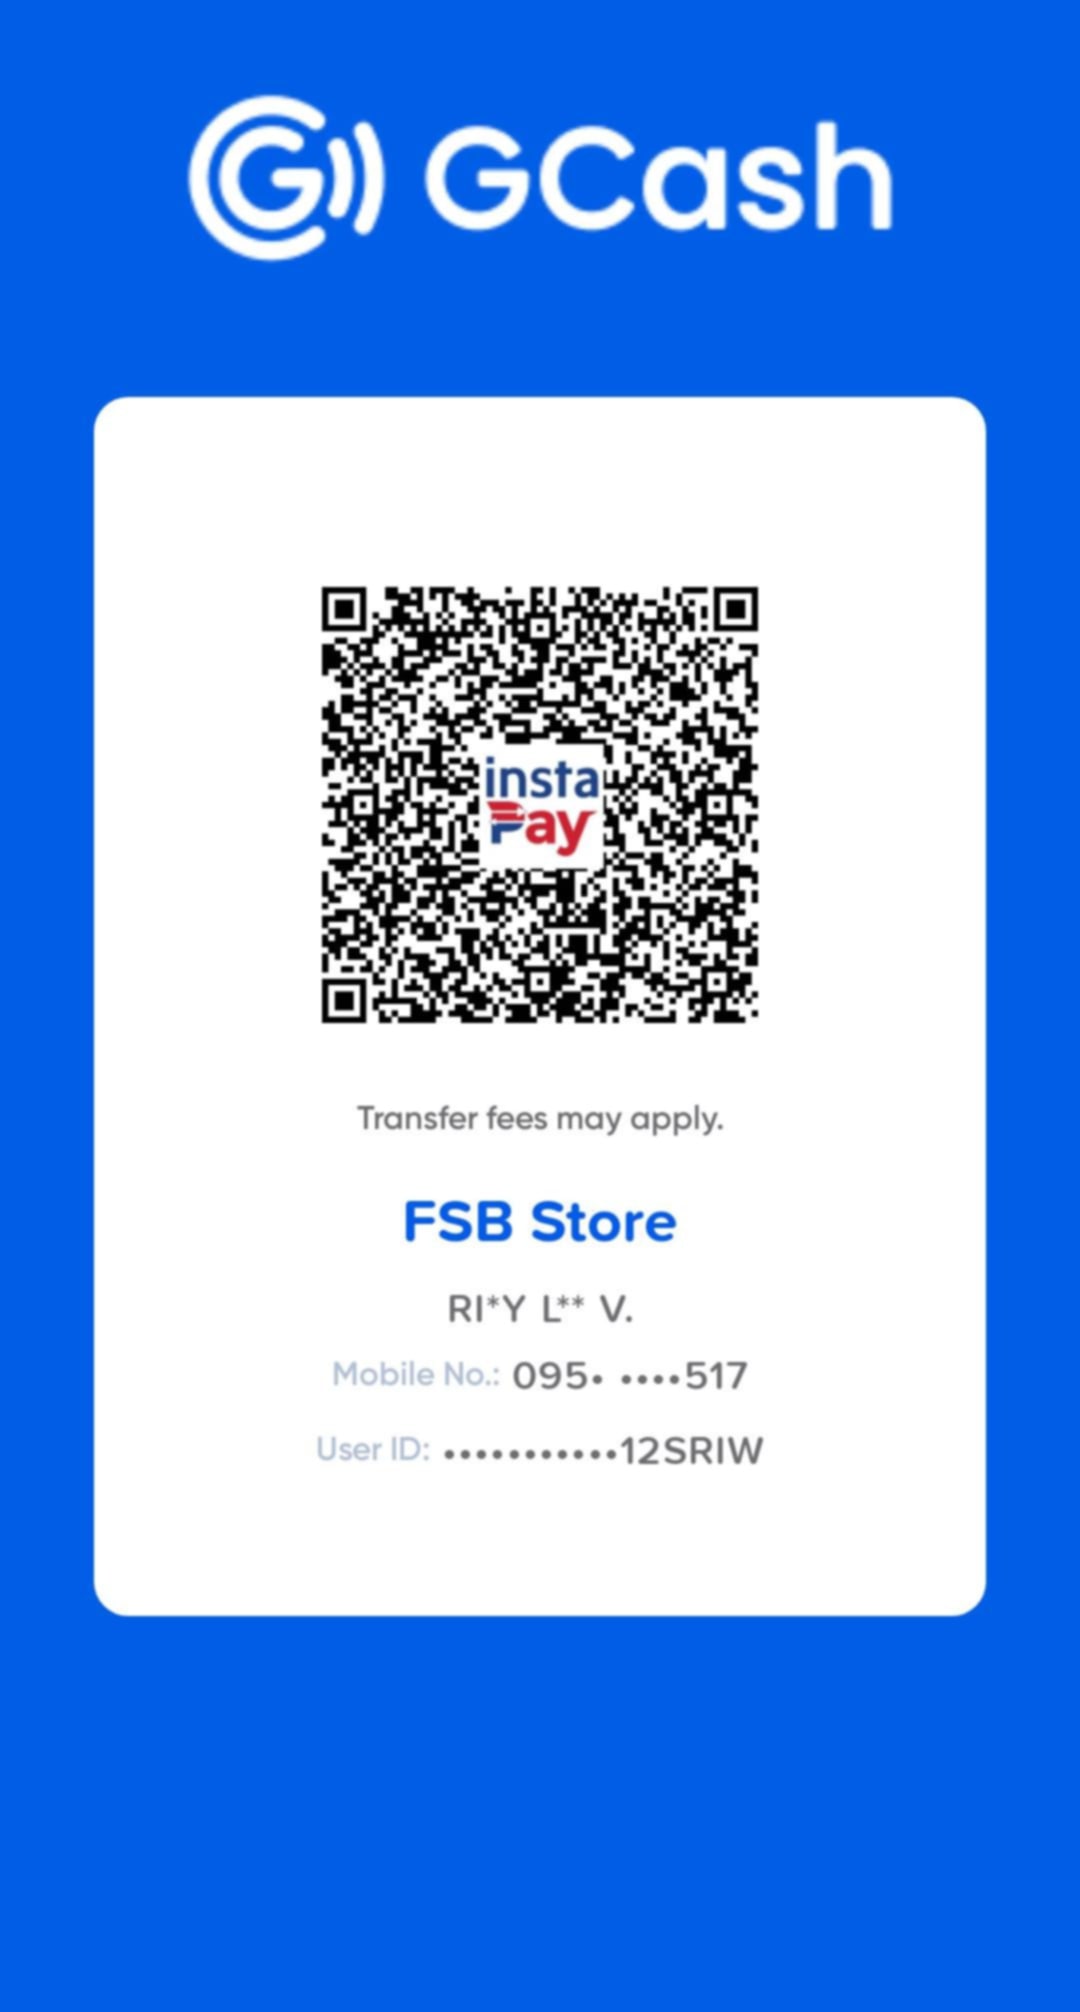 GCash
insta
Pay
Transfer fees may apply.
FSB Store
RI*Y L** V.
Mobile No.: 095• ••••517
User ID: •••••••••••12SRIW